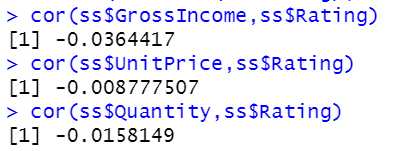 > cor(ss$GrossIncome,ss$Rating)
[1] -0.0364417
> cor(ss$UnitPrice,ss$Rating)
[1] -0.008777507
> cor(ss$Quantity,ss$Rating)
[1] -0.0158149